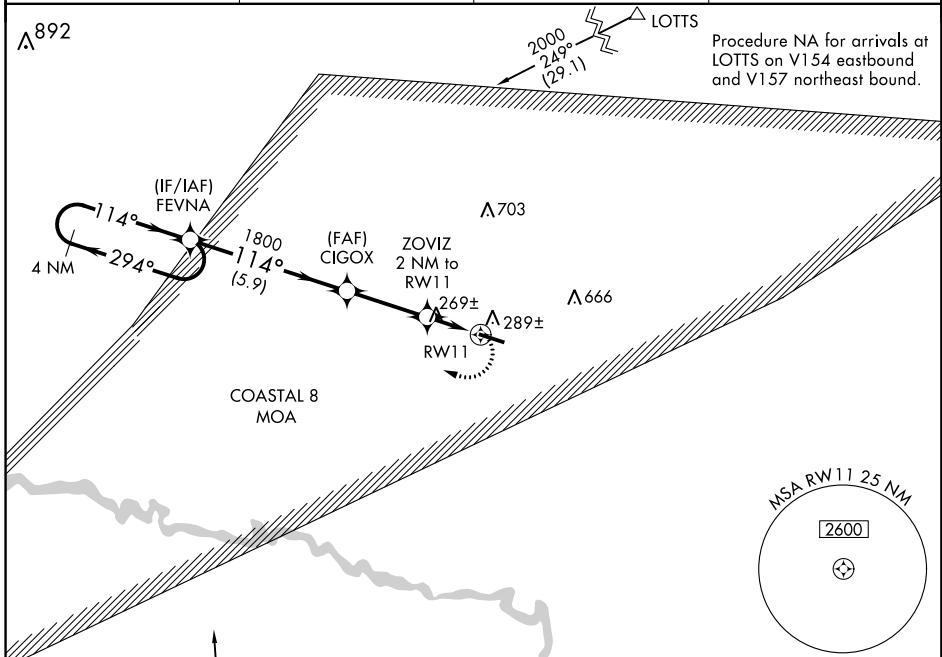 892
LOTTS
2000
249°
(29.1)
Procedure NA for arrivals at
LOTTS on V154 eastbound
and V157 northeast bound.
(IF/IAF)
FEVNA
114°
4 NM
294°
1800
114°
(5.9)
(FAF)
CIGOX
703
ZOVIZ
2 NM to
RW11
269±
289±
666
RW11
COASTAL 8
MOA
MSA RW11 25 NM
2600